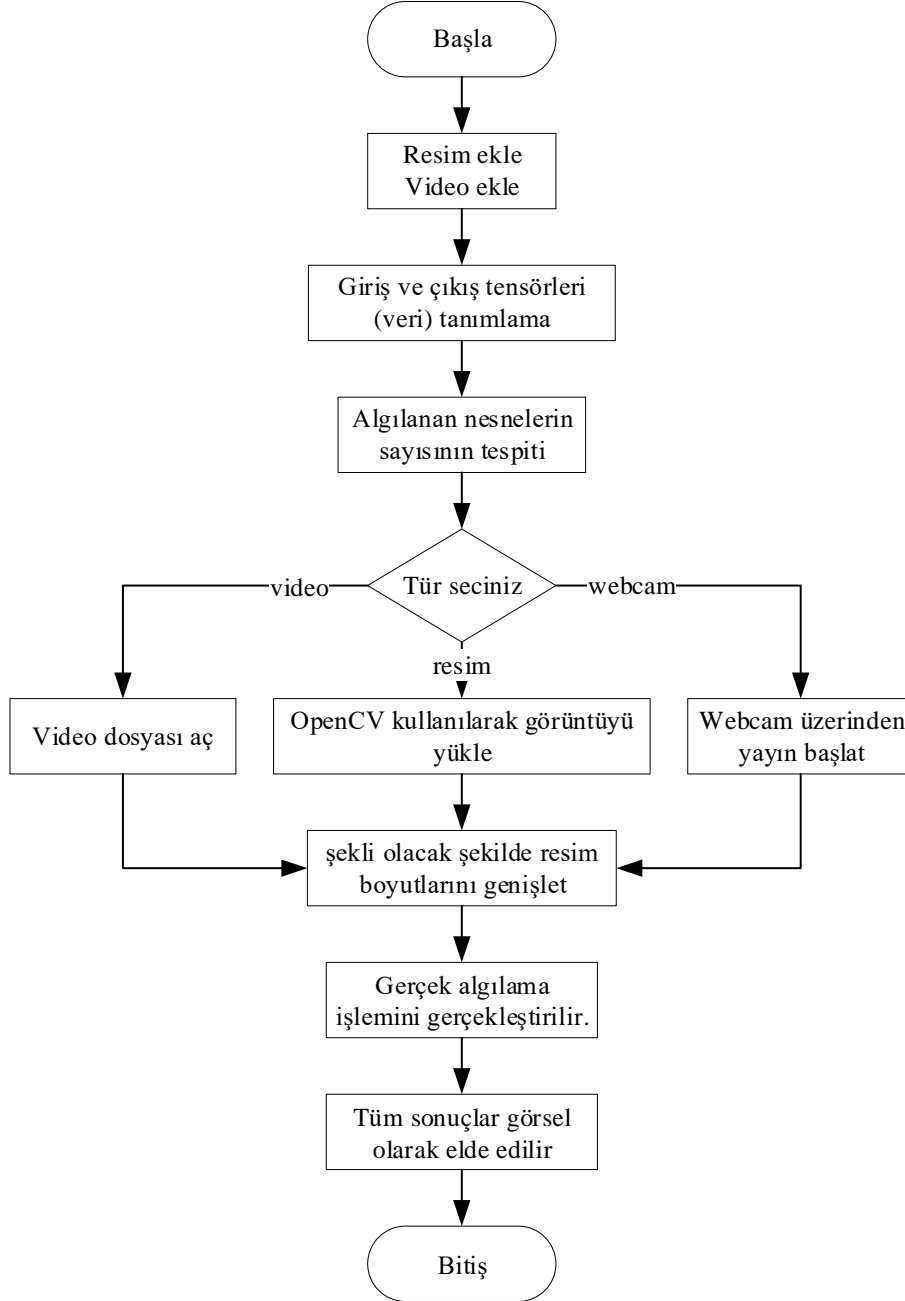 Başla
Resim ekle
Video ekle
Giriş ve çıkış tensörleri
(veri) tanımlama
Algılanan nesnelerin
sayısının tespiti
video
Tür seciniz
webcam
resim
Video dosyası aç
OpenCV kullanılarak görüntüyü
yükle
Webcam üzerinden
yayın başlat
şekli olacak şekilde resim
boyutlarını genişlet
Gerçek algılama
işlemini gerçekleştirilir.
Tüm sonuçlar görsel
olarak elde edilir
Bitiş